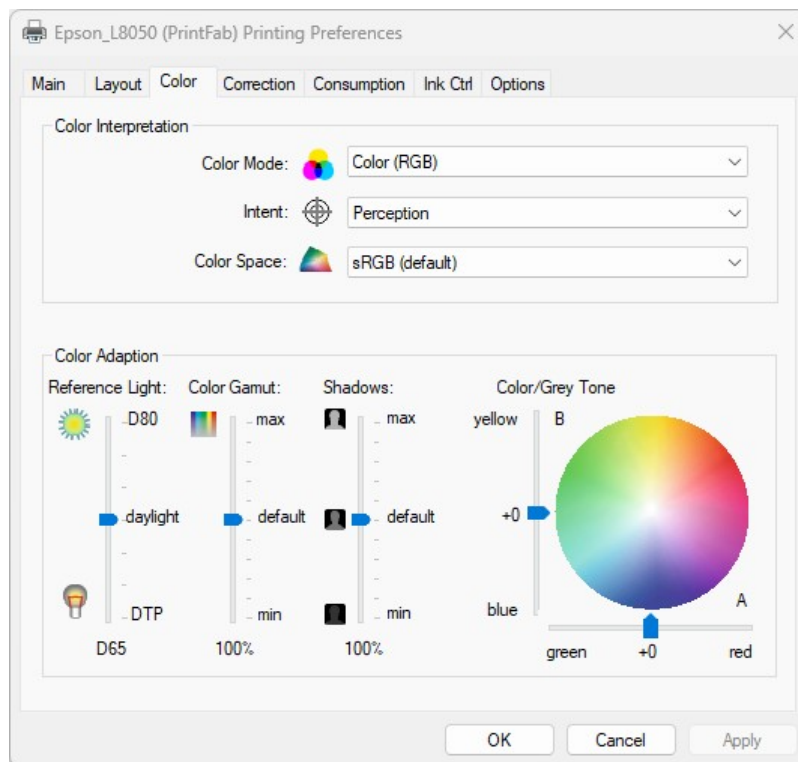 Epson_L8050 (PrintFab) Printing Preferences
Main Layout Color Correction Consumption Ink Ctrl Options
Color Interpretation
Color Mode: Color (RGB)
Intent: Perception
Color Space: sRGB (default)
Color Adaption
Reference Light: Color Gamut: Shadows: Color/Grey Tone
D80 max max yellow B
daylight default default +0
DTP min min blue A
D65 100% 100% green +0 red
OK Cancel Apply